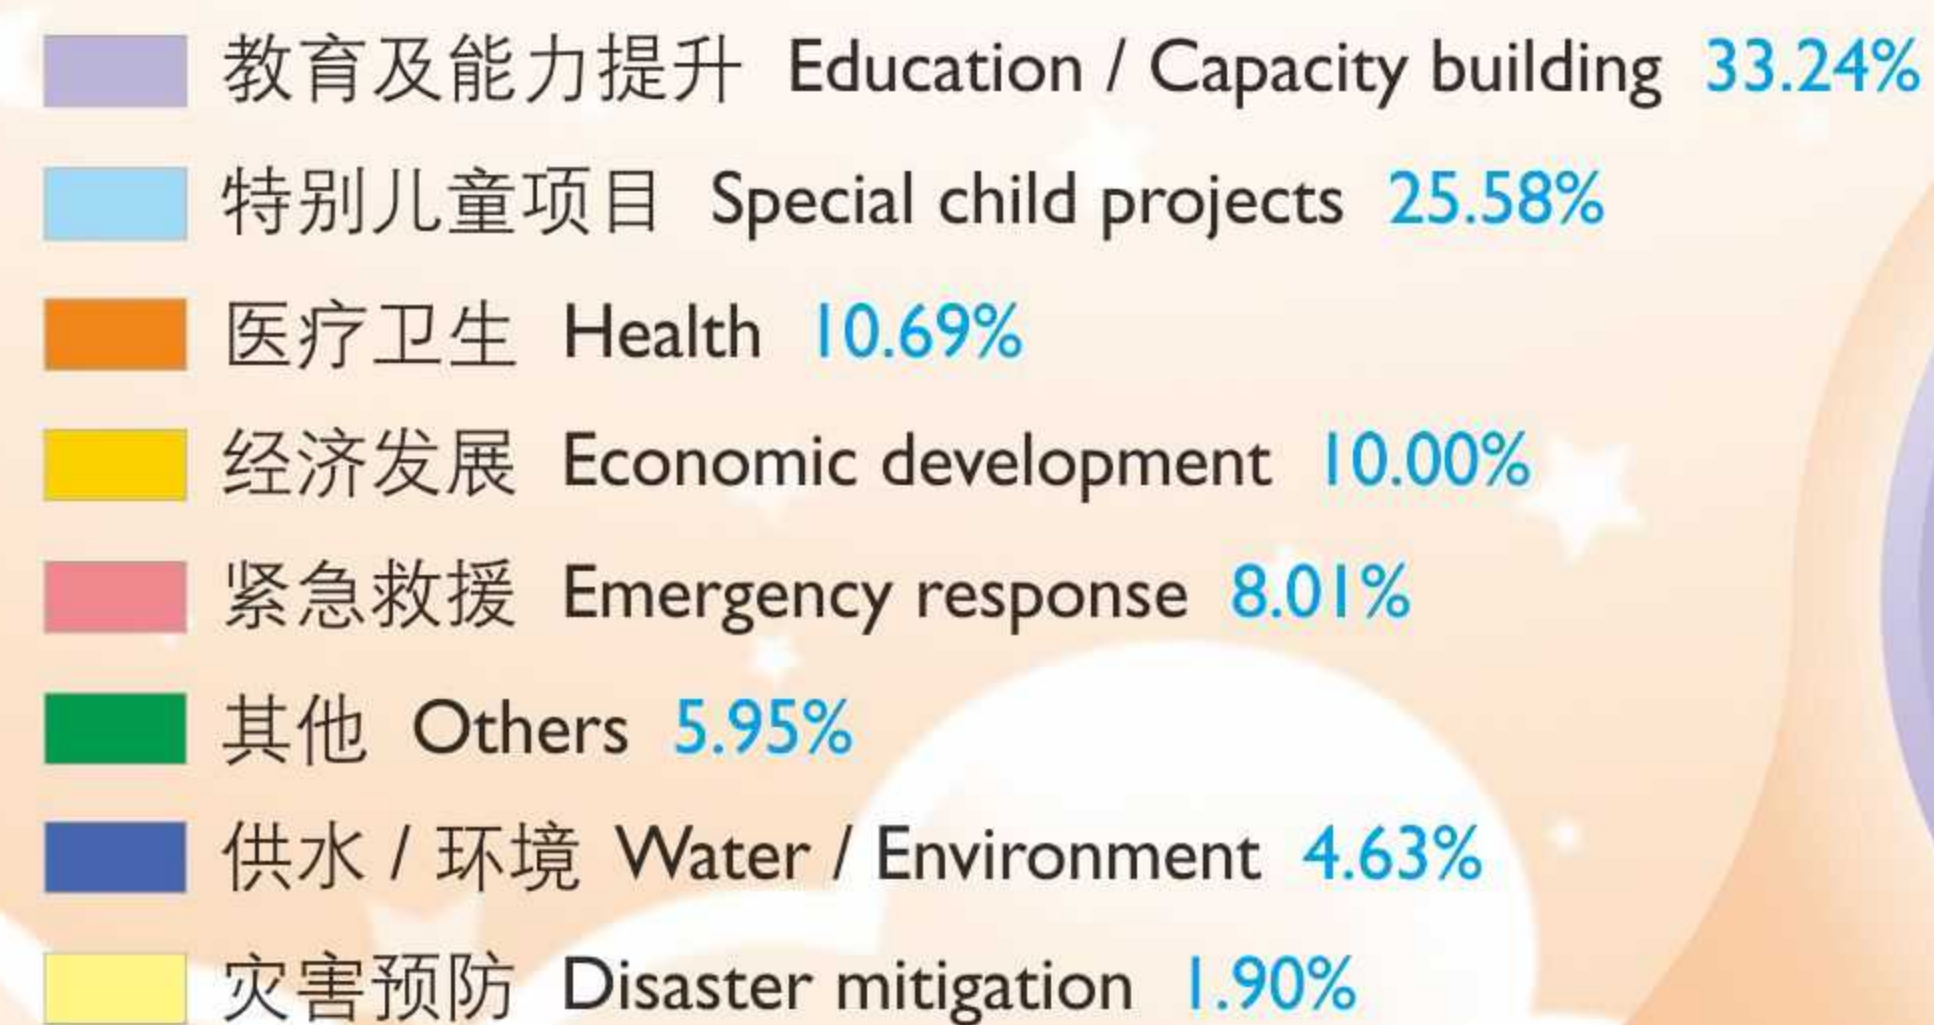 教育及能力提升 Education / Capacity building 33.24%
特别儿童项目 Special child projects 25.58%
医疗卫生 Health 10.69%
经济发展 Economic development 10.00%
紧急救援 Emergency response 8.01%
其他 Others 5.95%
供水 / 环境 Water / Environment 4.63%
灾害预防 Disaster mitigation 1.90%